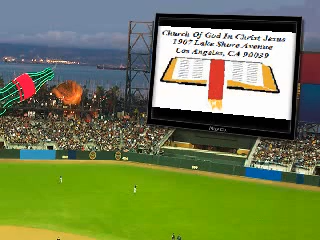 Church Of God In Christ Jesus
1907 Lake Shore Avenue
Los Angeles, CA 90039